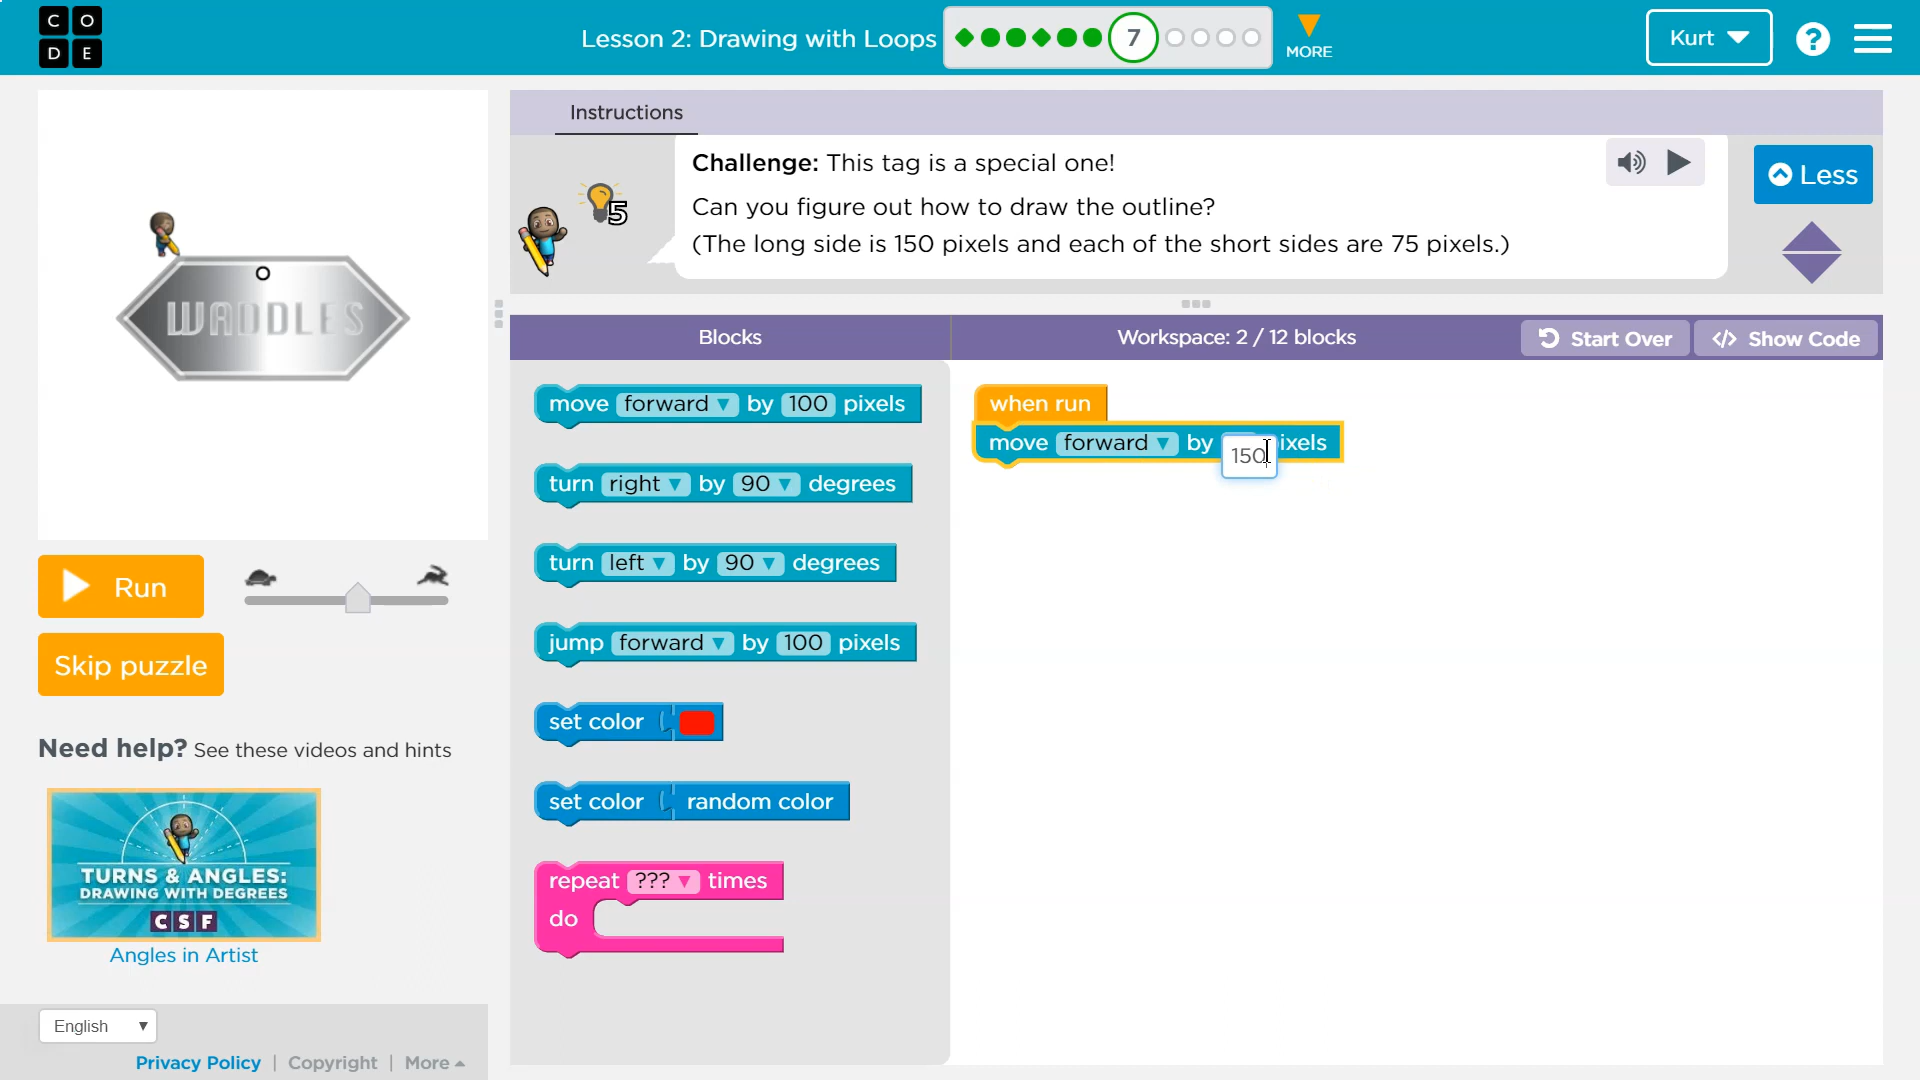 C O
D E
Lesson 2: Drawing with Loops
7
MORE
Kurt
?
Instructions
5
Challenge: This tag is a special one!
Can you figure out how to draw the outline?
(The long side is 150 pixels and each of the short sides are 75 pixels.)
Less
WADDLES
Blocks
Workspace: 2 / 12 blocks
Start Over
</> Show Code
move forward ▼ by 100 pixels
turn right ▼ by 90 ▼ degrees
turn left ▼ by 90 ▼ degrees
jump forward ▼ by 100 pixels
set color
set color random color
repeat ??? ▼ times
do
when run
move forward ▼ by pixels
150
Run
Skip puzzle
Need help? See these videos and hints
TURNS & ANGLES:
DRAWING WITH DEGREES
C S F
Angles in Artist
English
Privacy Policy | Copyright | More